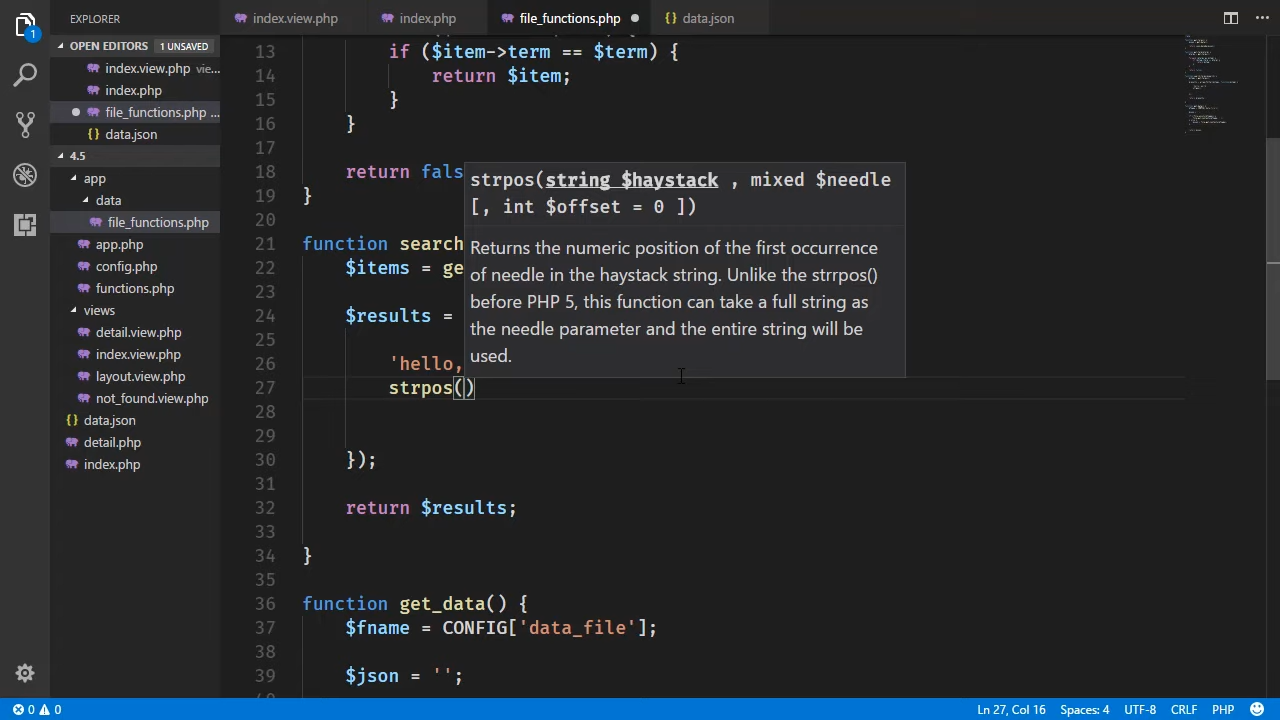 EXPLORER
index.view.php
index.php
file_functions.php
data.json
OPEN EDITORS 1 UNSAVED
index.view.php vie...
index.php
file_functions.php ...
data.json
4.5
app
data
file_functions.php
app.php
config.php
functions.php
views
detail.view.php
index.view.php
layout.view.php
not_found.view.php
data.json
detail.php
index.php
1
13 if ($item->term == $term) {
14 return $item;
15 }
16 }
17
18 return fals
19 }
20
21 function search
22 $items = ge
23
24 $results =
25
26 'hello,
27 strpos()
28
29
30 });
31
32 return $results;
33
34 }
35
36 function get_data() {
37 $fname = CONFIG['data_file'];
38
39 $json = '';
strpos(string $haystack , mixed $needle
[, int $offset = 0 ])
Returns the numeric position of the first occurrence
of needle in the haystack string. Unlike the strrpos()
before PHP 5, this function can take a full string as
the needle parameter and the entire string will be
used.
0 0
Ln 27, Col 16 Spaces: 4 UTF-8 CRLF PHP